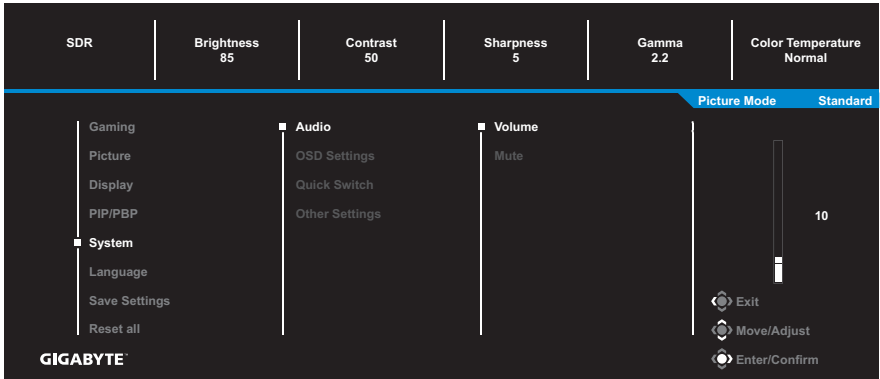 SDR Brightness Contrast Sharpness Gamma Color Temperature
85 50 5 2.2 Normal
Picture Mode Standard
Gaming Audio Volume
Picture OSD Settings Mute
Display Quick Switch
PIP/PBP Other Settings 10
System
Language
Save Settings Exit
Reset all Move/Adjust
GIGABYTE Enter/Confirm